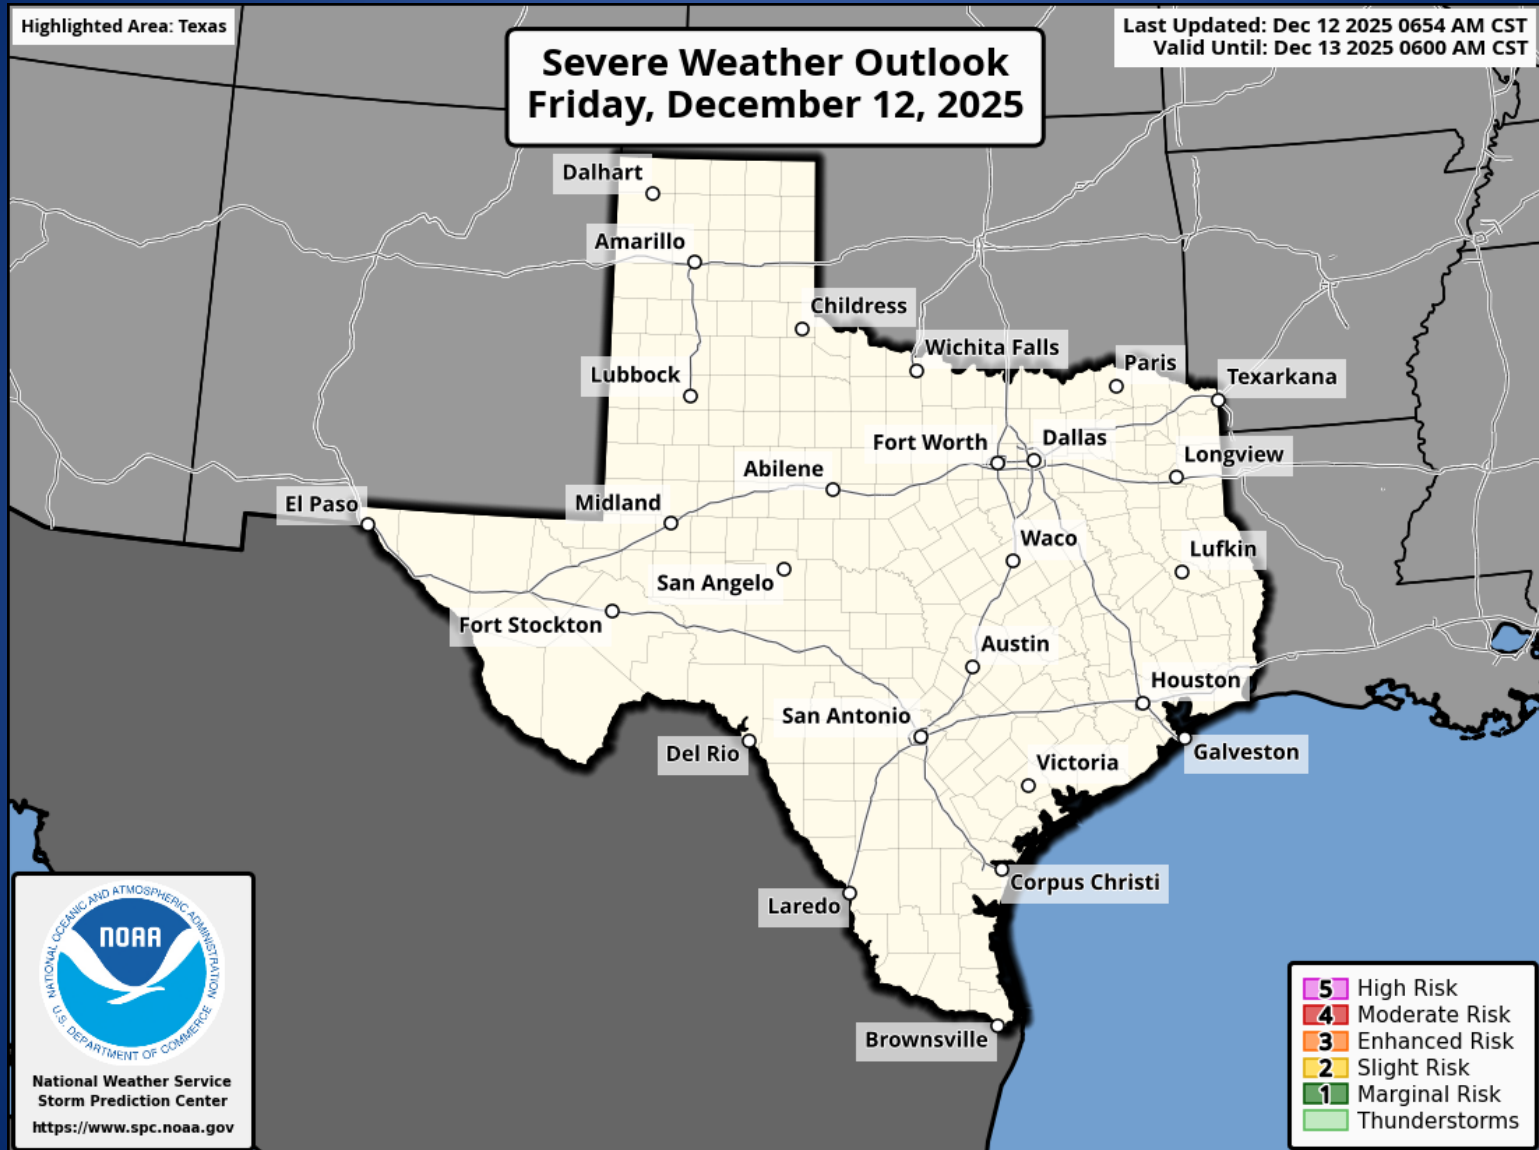 Highlighted Area: Texas
Severe Weather Outlook
Friday, December 12, 2025
Last Updated: Dec 12 2025 0654 AM CST
Valid Until: Dec 13 2025 0600 AM CST
Dalhart
Amarillo
Childress
Wichita Falls
Paris
Texarkana
Lubbock
Fort Worth
Dallas
Longview
Abilene
Midland
El Paso
Waco
Lufkin
San Angelo
Fort Stockton
Austin
Houston
San Antonio
Del Rio
Galveston
Victoria
Corpus Christi
Laredo
Brownsville
NATIONAL OCEANIC AND ATMOSPHERIC ADMINISTRATION
NOAA
U.S. DEPARTMENT OF COMMERCE
National Weather Service
Storm Prediction Center
https://www.spc.noaa.gov
5 High Risk
4 Moderate Risk
3 Enhanced Risk
2 Slight Risk
1 Marginal Risk
Thunderstorms